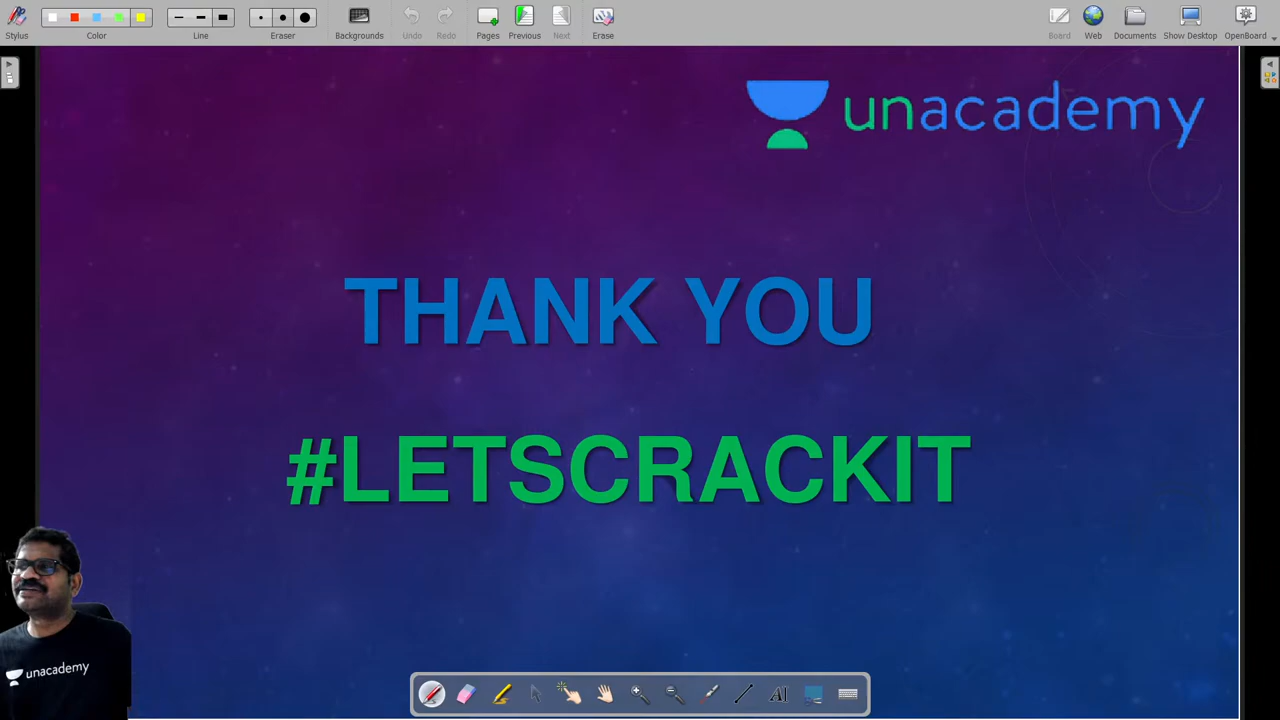 Stylus
Color
Line
Eraser
Backgrounds
Undo
Redo
Pages
Previous
Next
Erase
Board
Web
Documents
Show Desktop
OpenBoard
unacademy
THANK YOU
#LETSCRACKIT
unacademy
AI